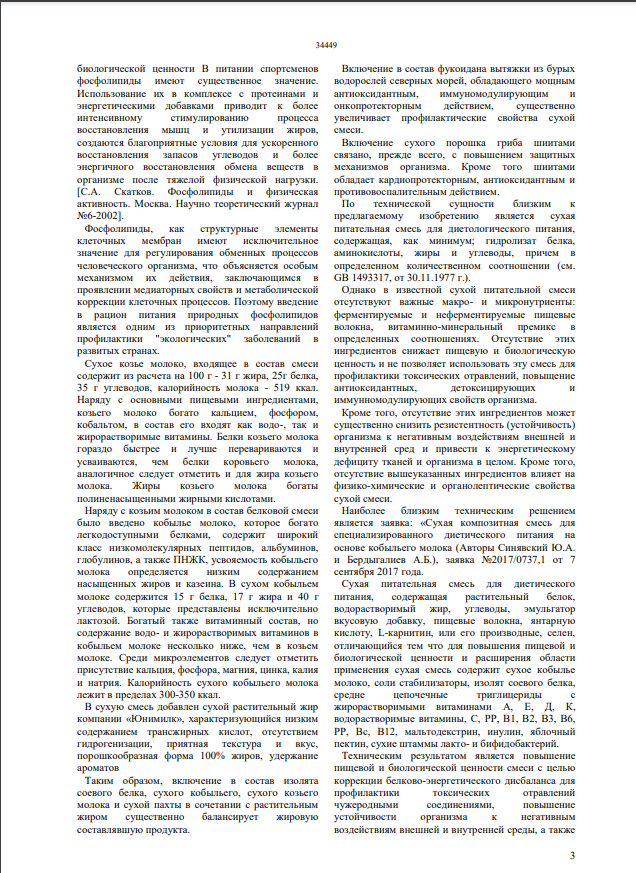 34449
биологической ценности В питании спортсменов
фосфолипиды имеют существенное значение.
Использование их в комплексе с протеинами и
энергетическими добавками приводит к более
интенсивному стимулированию процесса
восстановления мышц и утилизации жиров,
создаются благоприятные условия для ускоренного
восстановления запасов углеводов и более
энергичного восстановления обмена веществ в
организме после тяжелой физической нагрузки.
[С.А. Скатков. Фосфолипиды и физическая
активность. Москва. Научно теоретический журнал
№6-2002].
Фосфолипиды, как структурные элементы
клеточных мембран имеют исключительное
значение для регулирования обменных процессов
человеческого организма, что объясняется особым
механизмом их действия, заключающимся в
проявлении медиаторных свойств и метаболической
коррекции клеточных процессов. Поэтому введение
в рацион питания природных фосфолипидов
является одним из приоритетных направлений
профилактики "экологических" заболеваний в
развитых странах.
Сухое козье молоко, входящее в состав смеси
содержит из расчета на 100 г - 31 г жира, 25г белка,
35 г углеводов, калорийность молока - 519 ккал.
Наряду с основными пищевыми ингредиентами,
козьего молоко богато кальцием, фосфором,
кобальтом, в состав его входят как водо-, так и
жирорастворимые витамины. Белки козьего молока
гораздо быстрее и лучше перевариваются и
усваиваются, чем белки коровьего молока,
аналогичное следует отметить и для жира козьего
молока. Жиры козьего молока богаты
полиненасыщенными жирными кислотами.
Наряду с козьим молоком в состав белковой смеси
было введено кобылье молоко, которое богато
легкодоступными белками, содержит широкий
класс низкомолекулярных пептидов, альбуминов,
глобулинов, а также ПНЖК, усвояемость кобыльего
молока определяется низким содержанием
насыщенных жиров и казеина. В сухом кобыльем
молоке содержится 15 г белка, 17 г жира и 40 г
углеводов, которые представлены исключительно
лактозой. Богатый также витаминный состав, но
содержание водо- и жирорастворимых витаминов в
кобыльем молоке несколько ниже, чем в козьем
молоке. Среди микроэлементов следует отметить
присутствие кальция, фосфора, магния, цинка, калия
и натрия. Калорийность сухого кобыльего молока
лежит в пределах 300-350 ккал.
В сухую смесь добавлен сухой растительный жир
компании «Юнимилк», характеризующийся низким
содержанием трансжирных кислот, отсутствием
гидрогенизации, приятная текстура и вкус,
порошкообразная форма 100% жиров, удержание
ароматов
Таким образом, включение в состав изолята
соевого белка, сухого кобыльего, сухого козьего
молока и сухой пахты в сочетании с растительным
жиром существенно балансирует жировую
составлявшую продукта.
Включение в состав фукоидана вытяжки из бурых
водорослей северных морей, обладающего мощным
антиоксидантным, иммуномодулирующим и
онкопротекторным действием, существенно
увеличивает профилактические свойства сухой
смеси.
Включение сухого порошка гриба шиитами
связано, прежде всего, с повышением защитных
механизмов организма. Кроме того шиитами
обладает кардиопротекторным, антиоксидантным и
противовоспалительным действием.
По технической сущности близким к
предлагаемому изобретению является сухая
питательная смесь для диетологического питания,
содержащая, как минимум; гидролизат белка,
аминокислоты, жиры и углеводы, причем в
определенном количественном соотношении (см.
GB 1493317, от 30.11.1977 г.).
Однако в известной сухой питательной смеси
отсутствуют важные макро- и микронутриенты:
ферментируемые и неферментируемые пищевые
волокна, витаминно-минеральный премикс в
определенных соотношениях. Отсутствие этих
ингредиентов снижает пищевую и биологическую
ценность и не позволяет использовать эту смесь для
профилактики токсических отравлений, повышение
антиоксидантных, детоксицирующих и
иммунномодулирующих свойств организма.
Кроме того, отсутствие этих ингредиентов может
существенно снизить резистентность (устойчивость)
организма к негативным воздействиям внешней и
внутренней сред и привести к энергетическому
дефициту тканей и организма в целом. Кроме того,
отсутствие вышеуказанных ингредиентов влияет на
физико-химические и органолептические свойства
сухой смеси.
Наиболее близким техническим решением
является заявка: «Сухая композитная смесь для
специализированного диетического питания на
основе кобыльего молока (Авторы Синявский Ю.А.
и Бердыгалиев А.Б.), заявка №2017/0737,1 от 7
сентября 2017 года.
Сухая питательная смесь для диетического
питания, содержащая растительный белок,
водорастворимый жир, углеводы, эмульгатор
вкусовую добавку, пищевые волокна, янтарную
кислоту, L-карнитин, или его производные, селен,
отличающийся тем что для повышения пищевой и
биологической ценности и расширения области
применения сухая смесь содержит сухое кобылье
молоко, соли стабилизаторы, изолят соевого белка,
средне цепочечные триглицериды с
жирорастворимыми витаминами А, Е, Д, К,
водорастворимые витамины, С, РР, В1, В2, В3, В6,
РР, Вс, В12, мальтодекстрин, инулин, яблочный
пектин, сухие штаммы лакто- и бифидобактерий.
Техническим результатом является повышение
пищевой и биологической ценности смеси с целью
коррекции белково-энергетического дисбаланса для
профилактики токсических отравлений
чужеродными соединениями, повышение
устойчивости организма к негативным
воздействиям внешней и внутренней среды, а также
3